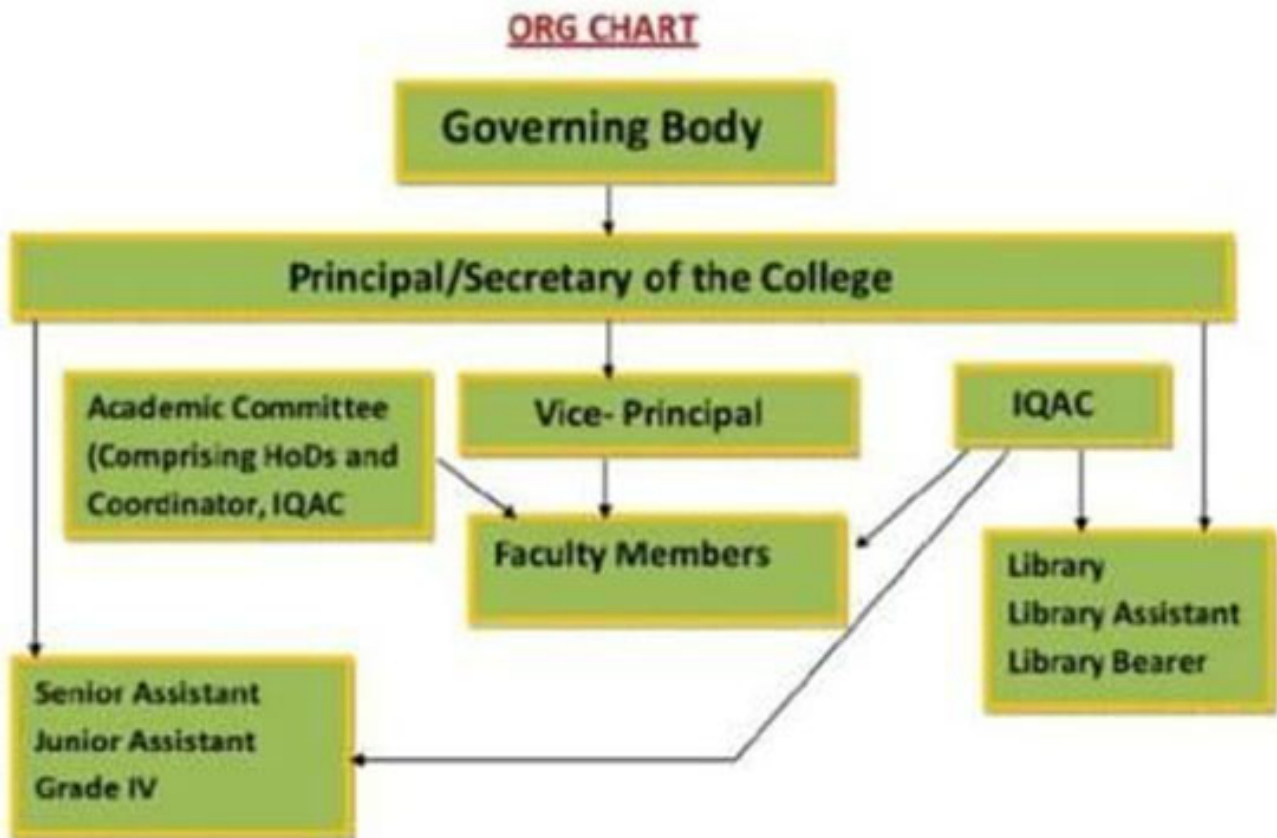 ORG CHART
Governing Body
Principal/Secretary of the College
Academic Committee
(Comprising HoDs and
Coordinator, IQAC
Vice- Principal
IQAC
Faculty Members
Library
Library Assistant
Library Bearer
Senior Assistant
Junior Assistant
Grade IV